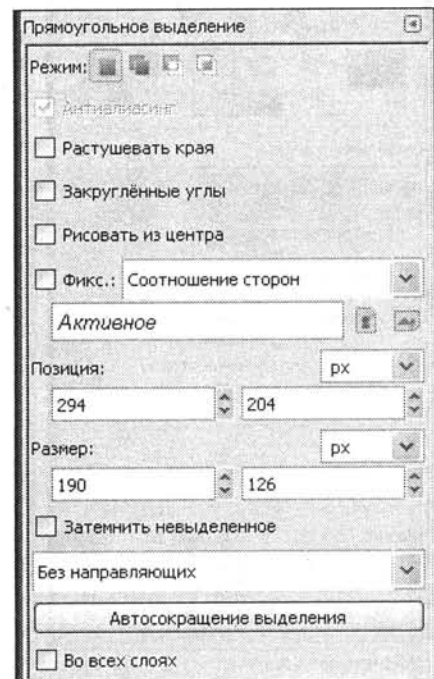 Прямоугольное выделение
Режим:
Антиалиасинг
Растушевать края
Закруглённые углы
Рисовать из центра
Фикс.: Соотношение сторон
Активное
Позиция: px
294 204
Размер: px
190 126
Затемнить невыделенное
Без направляющих
Автосокращение выделения
Во всех слоях